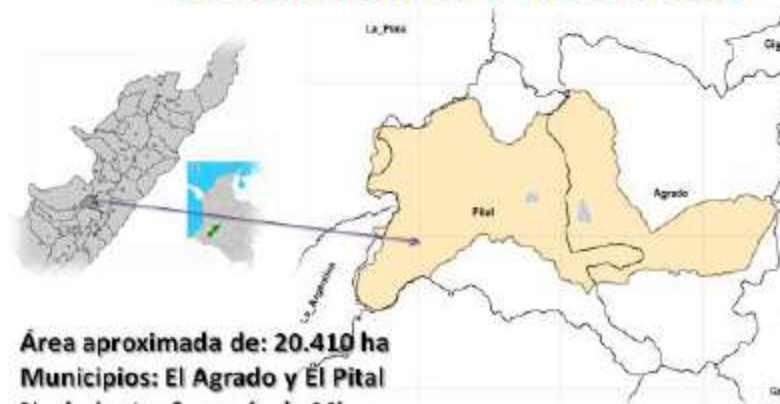 La_Plata
Agrado
Pital
La_Argentina
Área aproximada de: 20.410 ha
Municipios: El Agrado y El Pital